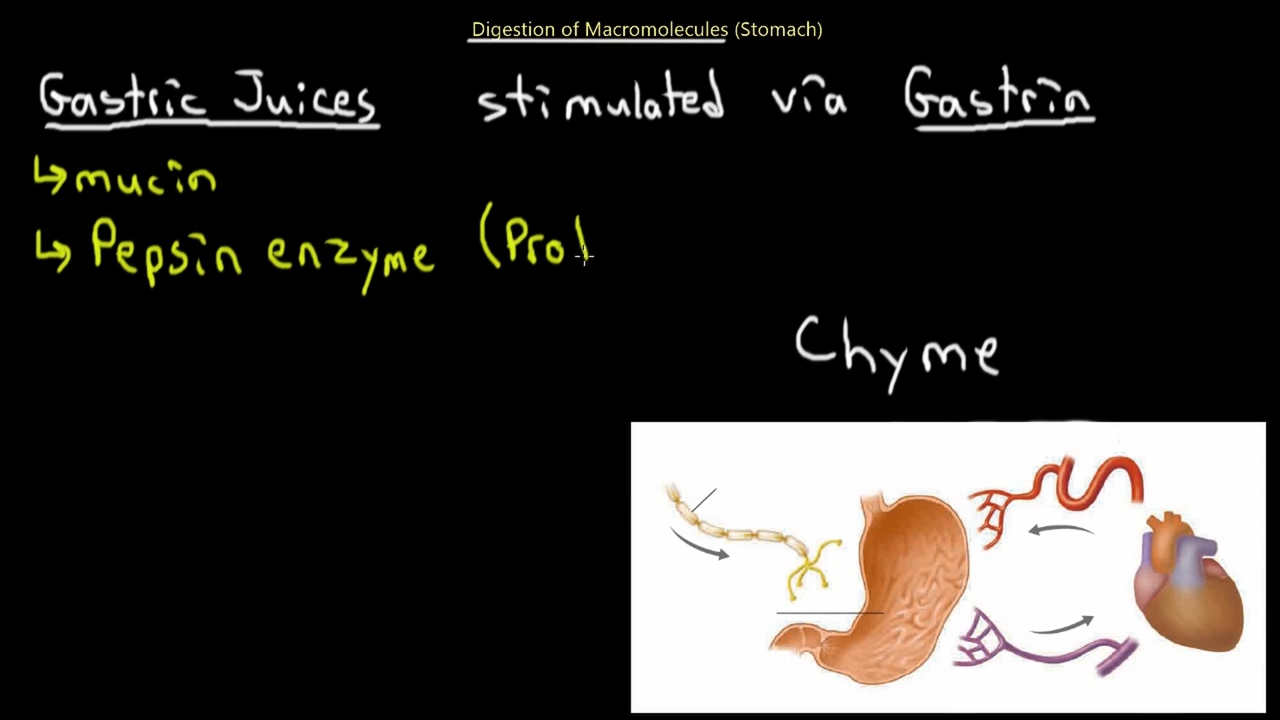 Digestion of Macromolecules (Stomach)
Gastric Juices stimulated via Gastrin
↳ mucin
↳ Pepsin enzyme (Pro
Chyme